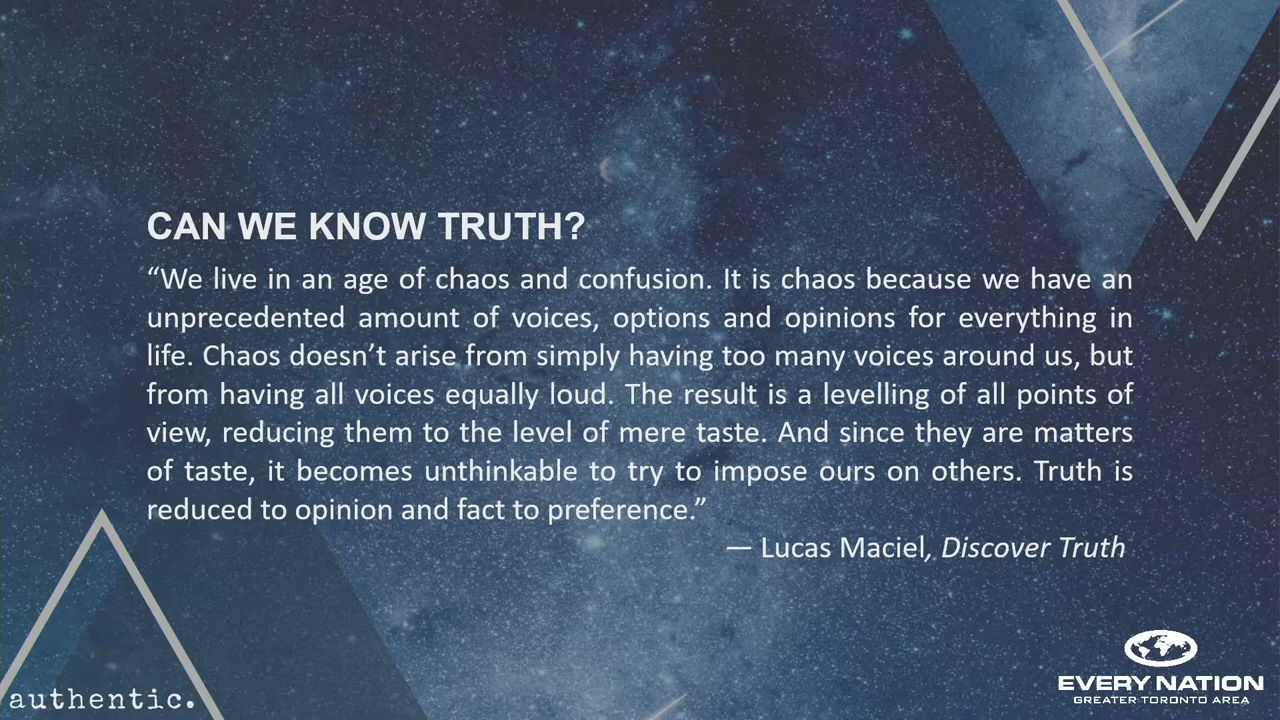 CAN WE KNOW TRUTH?
“We live in an age of chaos and confusion. It is chaos because we have an
unprecedented amount of voices, options and opinions for everything in
life. Chaos doesn’t arise from simply having too many voices around us, but
from having all voices equally loud. The result is a levelling of all points of
view, reducing them to the level of mere taste. And since they are matters
of taste, it becomes unthinkable to try to impose ours on others. Truth is
reduced to opinion and fact to preference.”
— Lucas Maciel, Discover Truth
authentic.
EVERY NATION
GREATER TORONTO AREA